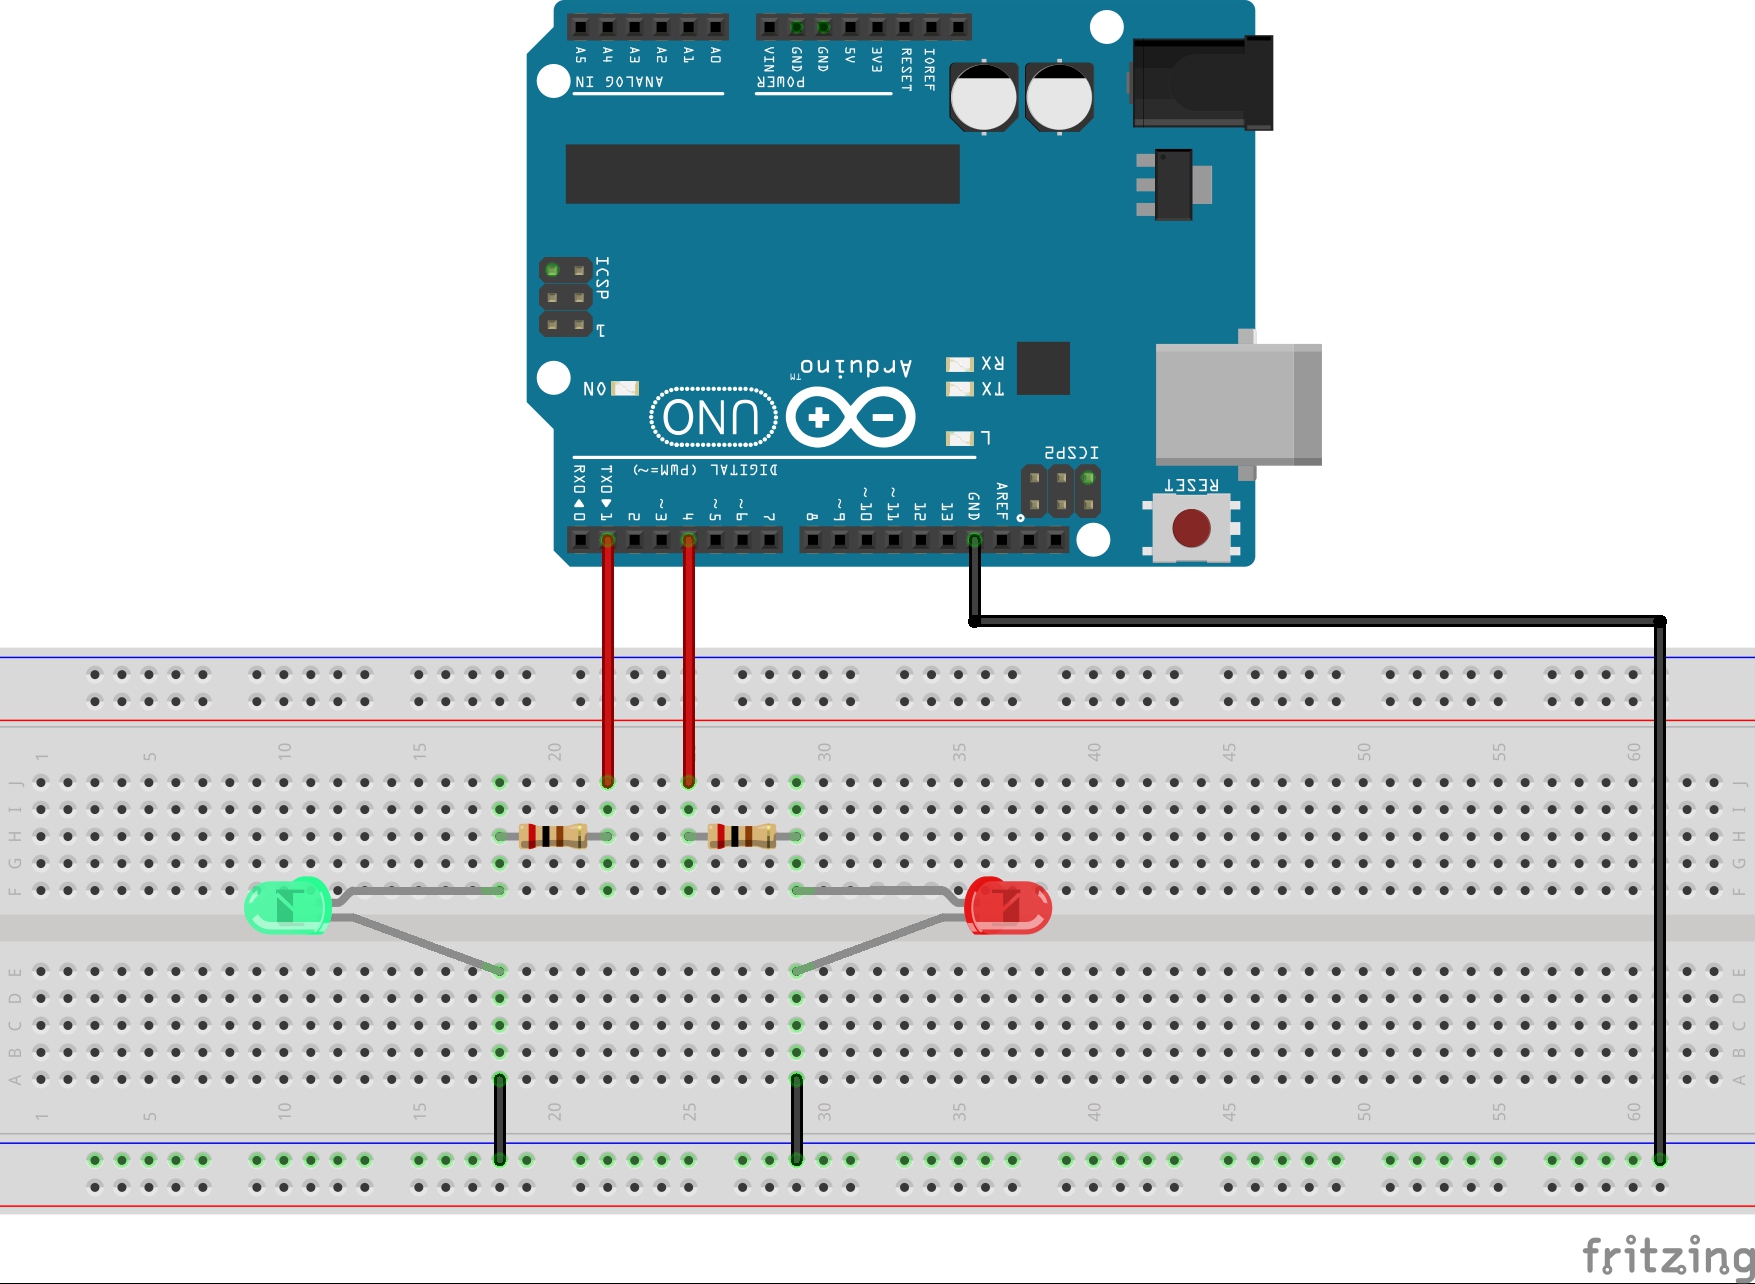 A5 A4 A3 A2 A1 A0 VIN GND GND 5V 3V3 RESET IOREF
ANALOG IN POWER
ICSP
1
Arduino
TM
RX
TX
ON
UNO
L
ICSP2
DIGITAL (PWM=~)
RESET
RX0 ◀ 0 TX0 ▶ 1 2 ~3 4 ~5 ~6 7 8 ~9 ~10 ~11 12 13 GND AREF
1 5 10 15 20 30 35 40 45 50 55 60
J J
I I
H H
G G
F F
E E
D D
C C
B B
A A
1 5 10 15 20 25 30 35 40 45 50 55 60
fritzing